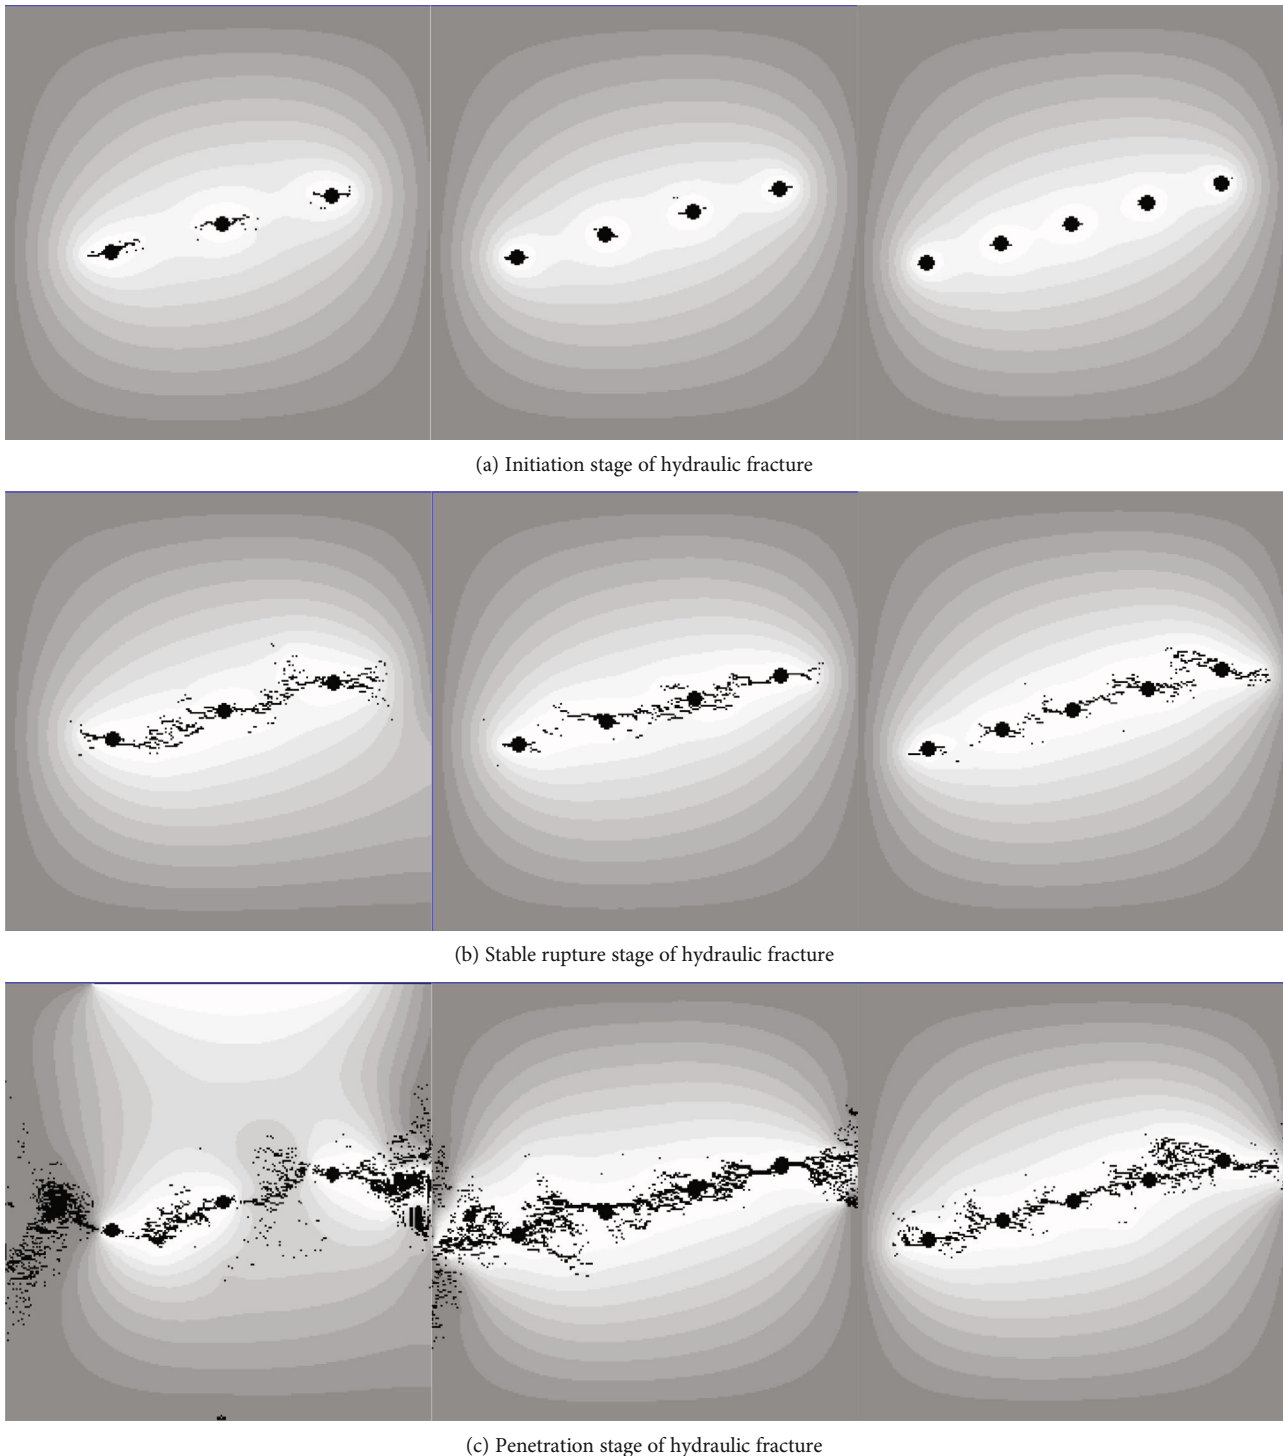 (a) Initiation stage of hydraulic fracture
(b) Stable rupture stage of hydraulic fracture
(c) Penetration stage of hydraulic fracture